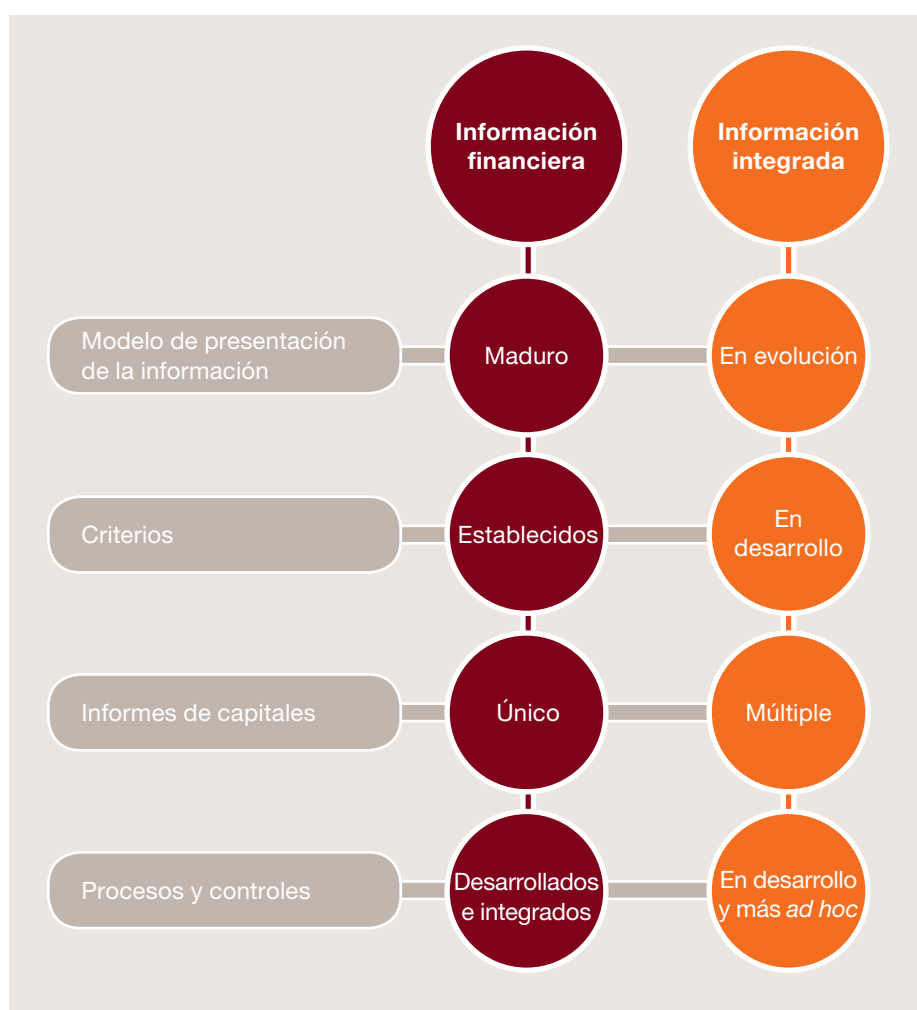 Información
financiera
Información
integrada
Modelo de presentación
de la información
Maduro
En evolución
Criterios
Establecidos
En
desarrollo
Informes de capitales
Único
Múltiple
Procesos y controles
Desarrollados
e integrados
En desarrollo
y más ad hoc